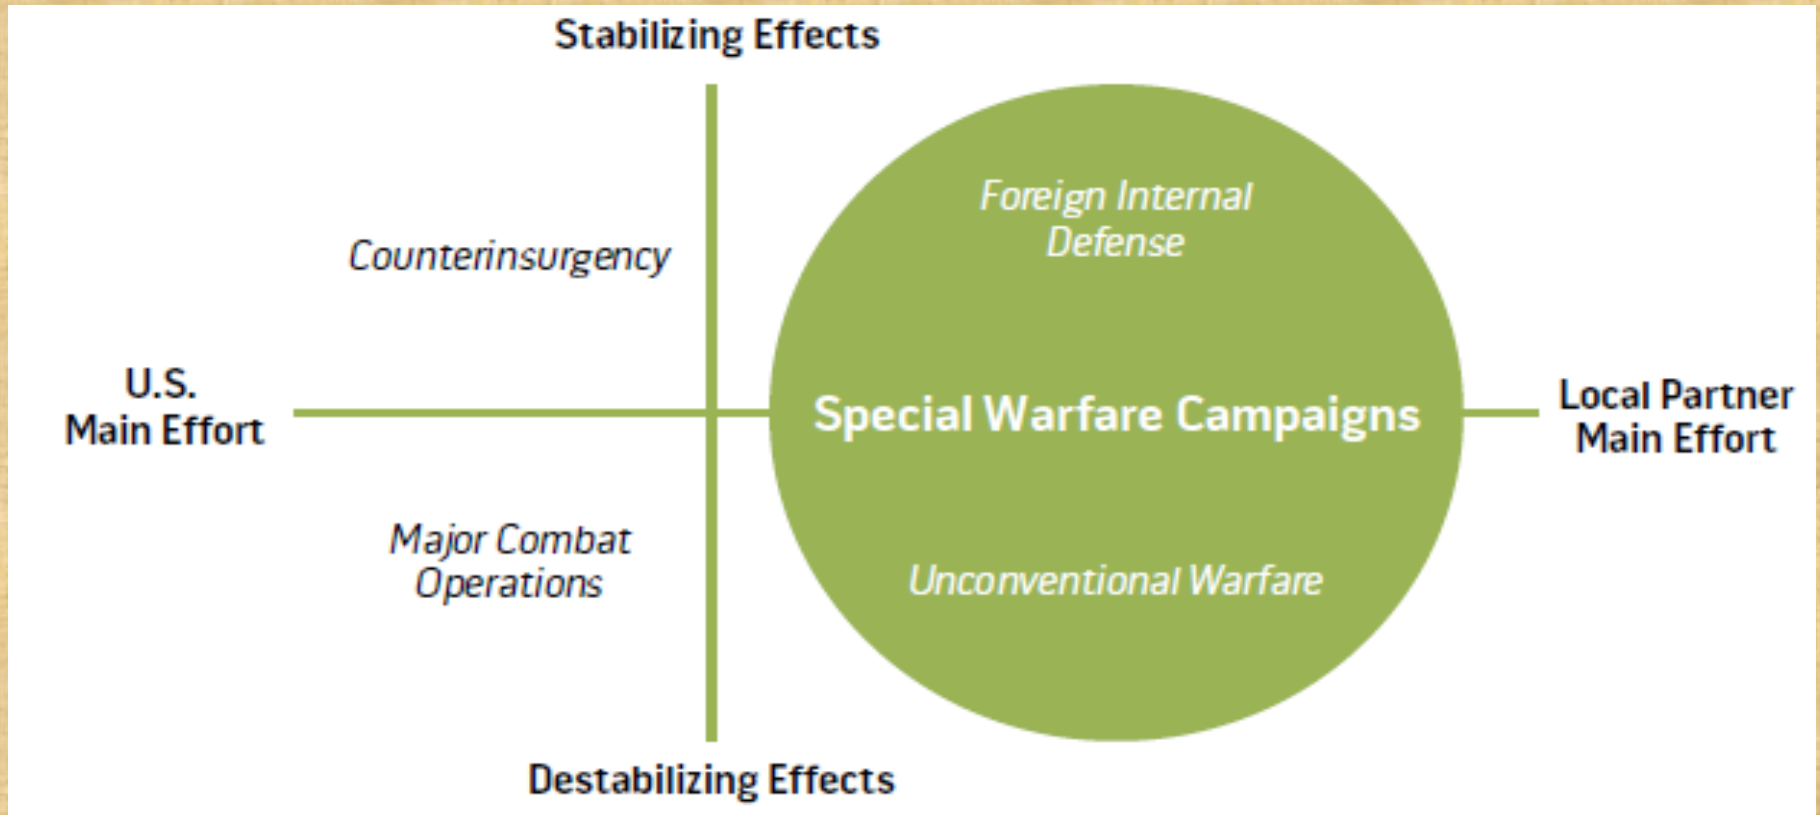 Stabilizing Effects
Foreign Internal
Defense
Counterinsurgency
U.S.
Main Effort
Special Warfare Campaigns
Local Partner
Main Effort
Major Combat
Operations
Unconventional Warfare
Destabilizing Effects